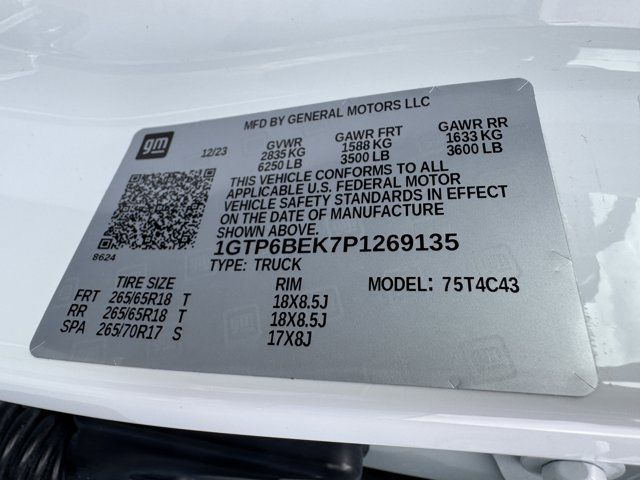 MFD BY GENERAL MOTORS LLC
gm
12/23 GVWR GAWR FRT GAWR RR
2835 KG 1588 KG 1633 KG
6250 LB 3500 LB 3600 LB
THIS VEHICLE CONFORMS TO ALL
APPLICABLE U.S. FEDERAL MOTOR
VEHICLE SAFETY STANDARDS IN EFFECT
ON THE DATE OF MANUFACTURE
SHOWN ABOVE.
8624
1GTP6BEK7P1269135
TYPE: TRUCK
TIRE SIZE RIM MODEL: 75T4C43
FRT 265/65R18 T 18X8.5J
RR 265/65R18 T 18X8.5J
SPA 265/70R17 S 17X8J